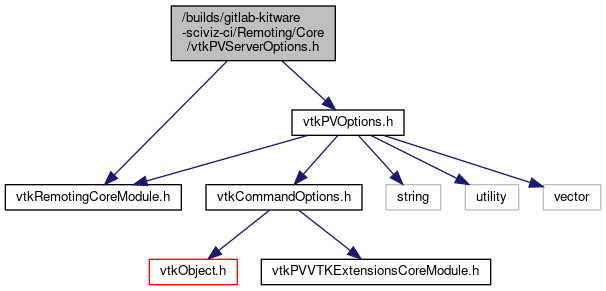 /builds/gitlab-kitware
-sciviz-ci/Remoting/Core
/vtkPVServerOptions.h
vtkPVOptions.h
vtkRemotingCoreModule.h
vtkCommandOptions.h
string
utility
vector
vtkObject.h
vtkPVVTKExtensionsCoreModule.h